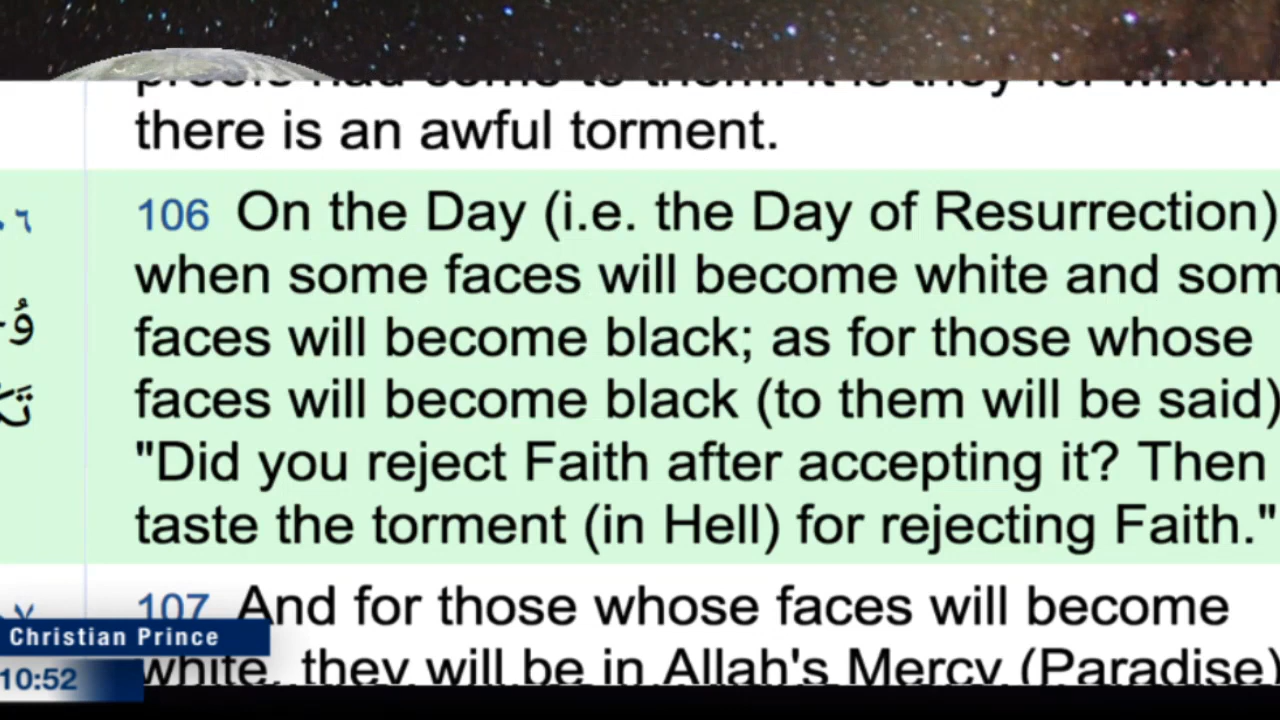 there is an awful torment.
106 On the Day (i.e. the Day of Resurrection)
when some faces will become white and som
faces will become black; as for those whose
faces will become black (to them will be said)
"Did you reject Faith after accepting it? Then
taste the torment (in Hell) for rejecting Faith."
107 And for those whose faces will become
white, they will be in Allah's Mercy (Paradise)
Christian Prince
10:52